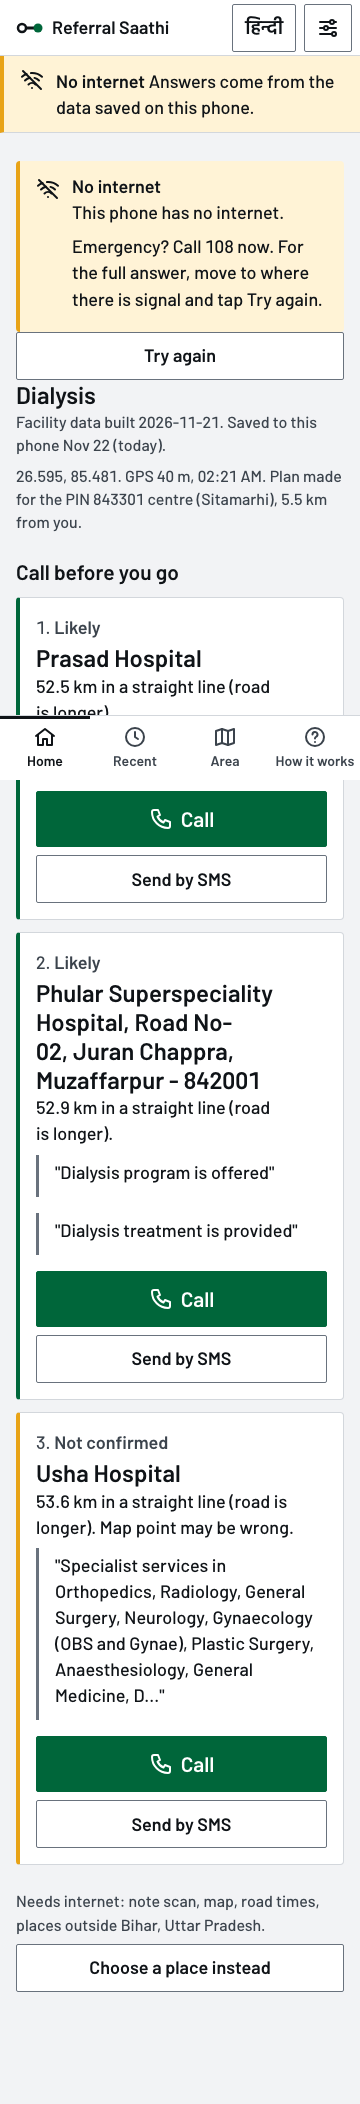 Referral Saathi
हिन्दी
No internet Answers come from the
data saved on this phone.
No internet
This phone has no internet.
Emergency? Call 108 now. For
the full answer, move to where
there is signal and tap Try again.
Try again
Dialysis
Facility data built 2026-11-21. Saved to this
phone Nov 22 (today).
26.595, 85.481. GPS 40 m, 02:21 AM. Plan made
for the PIN 843301 centre (Sitamarhi), 5.5 km
from you.
Call before you go
1. Likely
Prasad Hospital
52.5 km in a straight line (road
is longer)
Home
Recent
Area
How it works
Call
Send by SMS
2. Likely
Phular Superspeciality
Hospital, Road No-
02, Juran Chappra,
Muzaffarpur - 842001
52.9 km in a straight line (road
is longer).
"Dialysis program is offered"
"Dialysis treatment is provided"
Call
Send by SMS
3. Not confirmed
Usha Hospital
53.6 km in a straight line (road is
longer). Map point may be wrong.
"Specialist services in
Orthopedics, Radiology, General
Surgery, Neurology, Gynaecology
(OBS and Gynae), Plastic Surgery,
Anaesthesiology, General
Medicine, D..."
Call
Send by SMS
Needs internet: note scan, map, road times,
places outside Bihar, Uttar Pradesh.
Choose a place instead